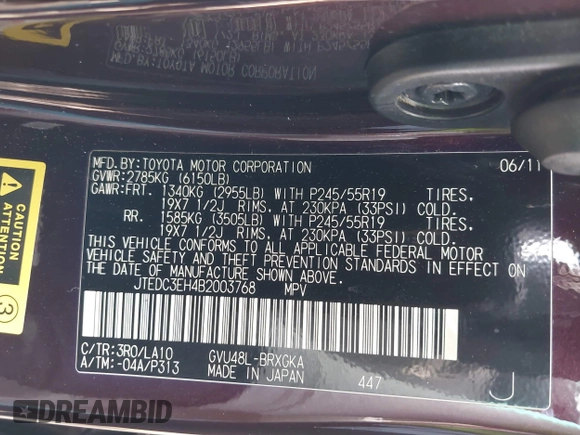 MFD. BY: TOYOTA MOTOR CORPORATION 06/11
GVWR: 2785KG (6150LB)
GAWR: FRT. 1340KG (2955LB) WITH P245/55R19 TIRES.
19X7 1/2J RIMS. AT 230KPA (33PSI) COLD.
RR. 1585KG (3505LB) WITH P245/55R19 TIRES.
19X7 1/2J RIMS. AT 230KPA (33PSI) COLD.
THIS VEHICLE CONFORMS TO ALL APPLICABLE FEDERAL MOTOR
VEHICLE SAFETY AND THEFT PREVENTION STANDARDS IN EFFECT ON
THE DATE OF MANUFACTURE SHOWN ABOVE.
JTEDC3EH4B2003768 MPV
C/TR: 3R0/LA10 GVU48L-BRXGKA
A/TM: -04A/P313 MADE IN JAPAN 447 J
CAUTION
ATTENTION
3
DREAMBID